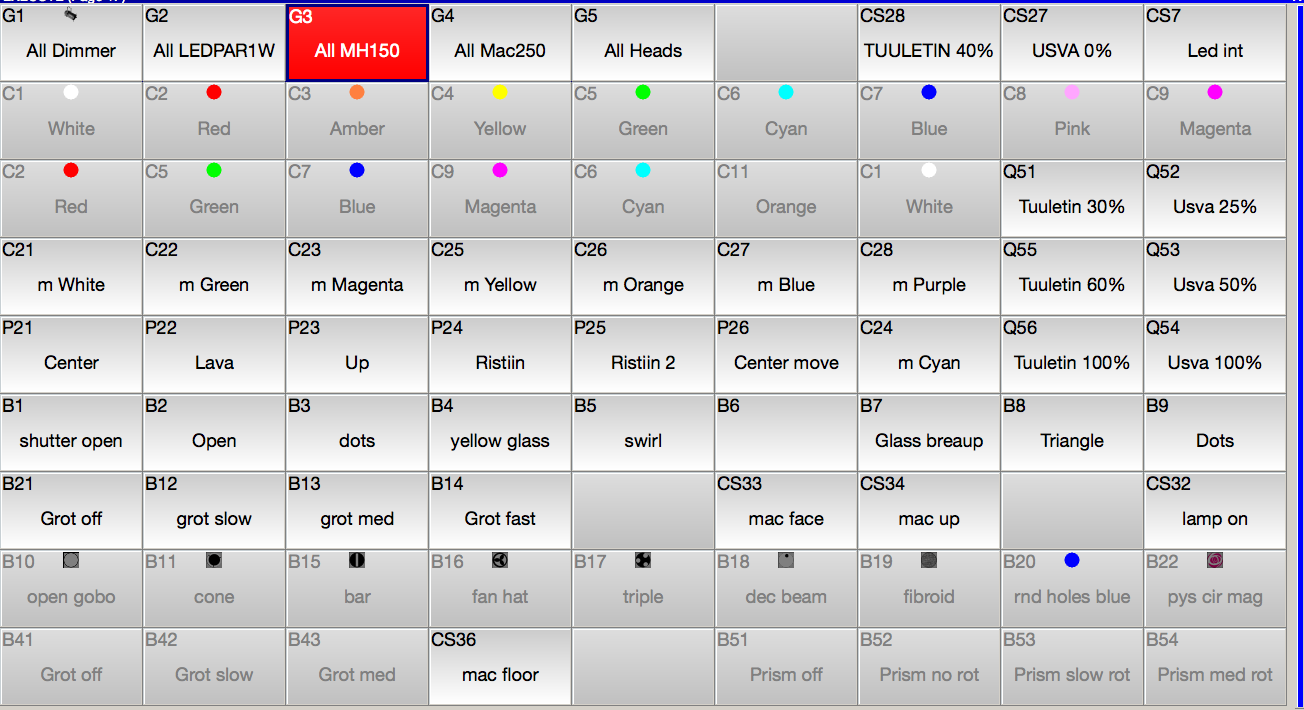 G1 G2 G3 G4 G5 CS28 CS27 CS7
All Dimmer All LEDPAR1W All MH150 All Mac250 All Heads TUULETIN 40% USVA 0% Led int
C1 C2 C3 C4 C5 C6 C7 C8 C9
White Red Amber Yellow Green Cyan Blue Pink Magenta
C2 C5 C7 C9 C6 C11 C1 Q51 Q52
Red Green Blue Magenta Cyan Orange White Tuuletin 30% Usva 25%
C21 C22 C23 C25 C26 C27 C28 Q55 Q53
m White m Green m Magenta m Yellow m Orange m Blue m Purple Tuuletin 60% Usva 50%
P21 P22 P23 P24 P25 P26 C24 Q56 Q54
Center Lava Up Ristiin Ristiin 2 Center move m Cyan Tuuletin 100% Usva 100%
B1 B2 B3 B4 B5 B6 B7 B8 B9
shutter open Open dots yellow glass swirl Glass breaup Triangle Dots
B21 B12 B13 B14 CS33 CS34 CS32
Grot off grot slow grot med Grot fast mac face mac up lamp on
B10 B11 B15 B16 B17 B18 B19 B20 B22
open gobo cone bar fan hat triple dec beam fibroid rnd holes blue pys cir mag
B41 B42 B43 CS36 B51 B52 B53 B54
Grot off Grot slow Grot med mac floor Prism off Prism no rot Prism slow rot Prism med rot